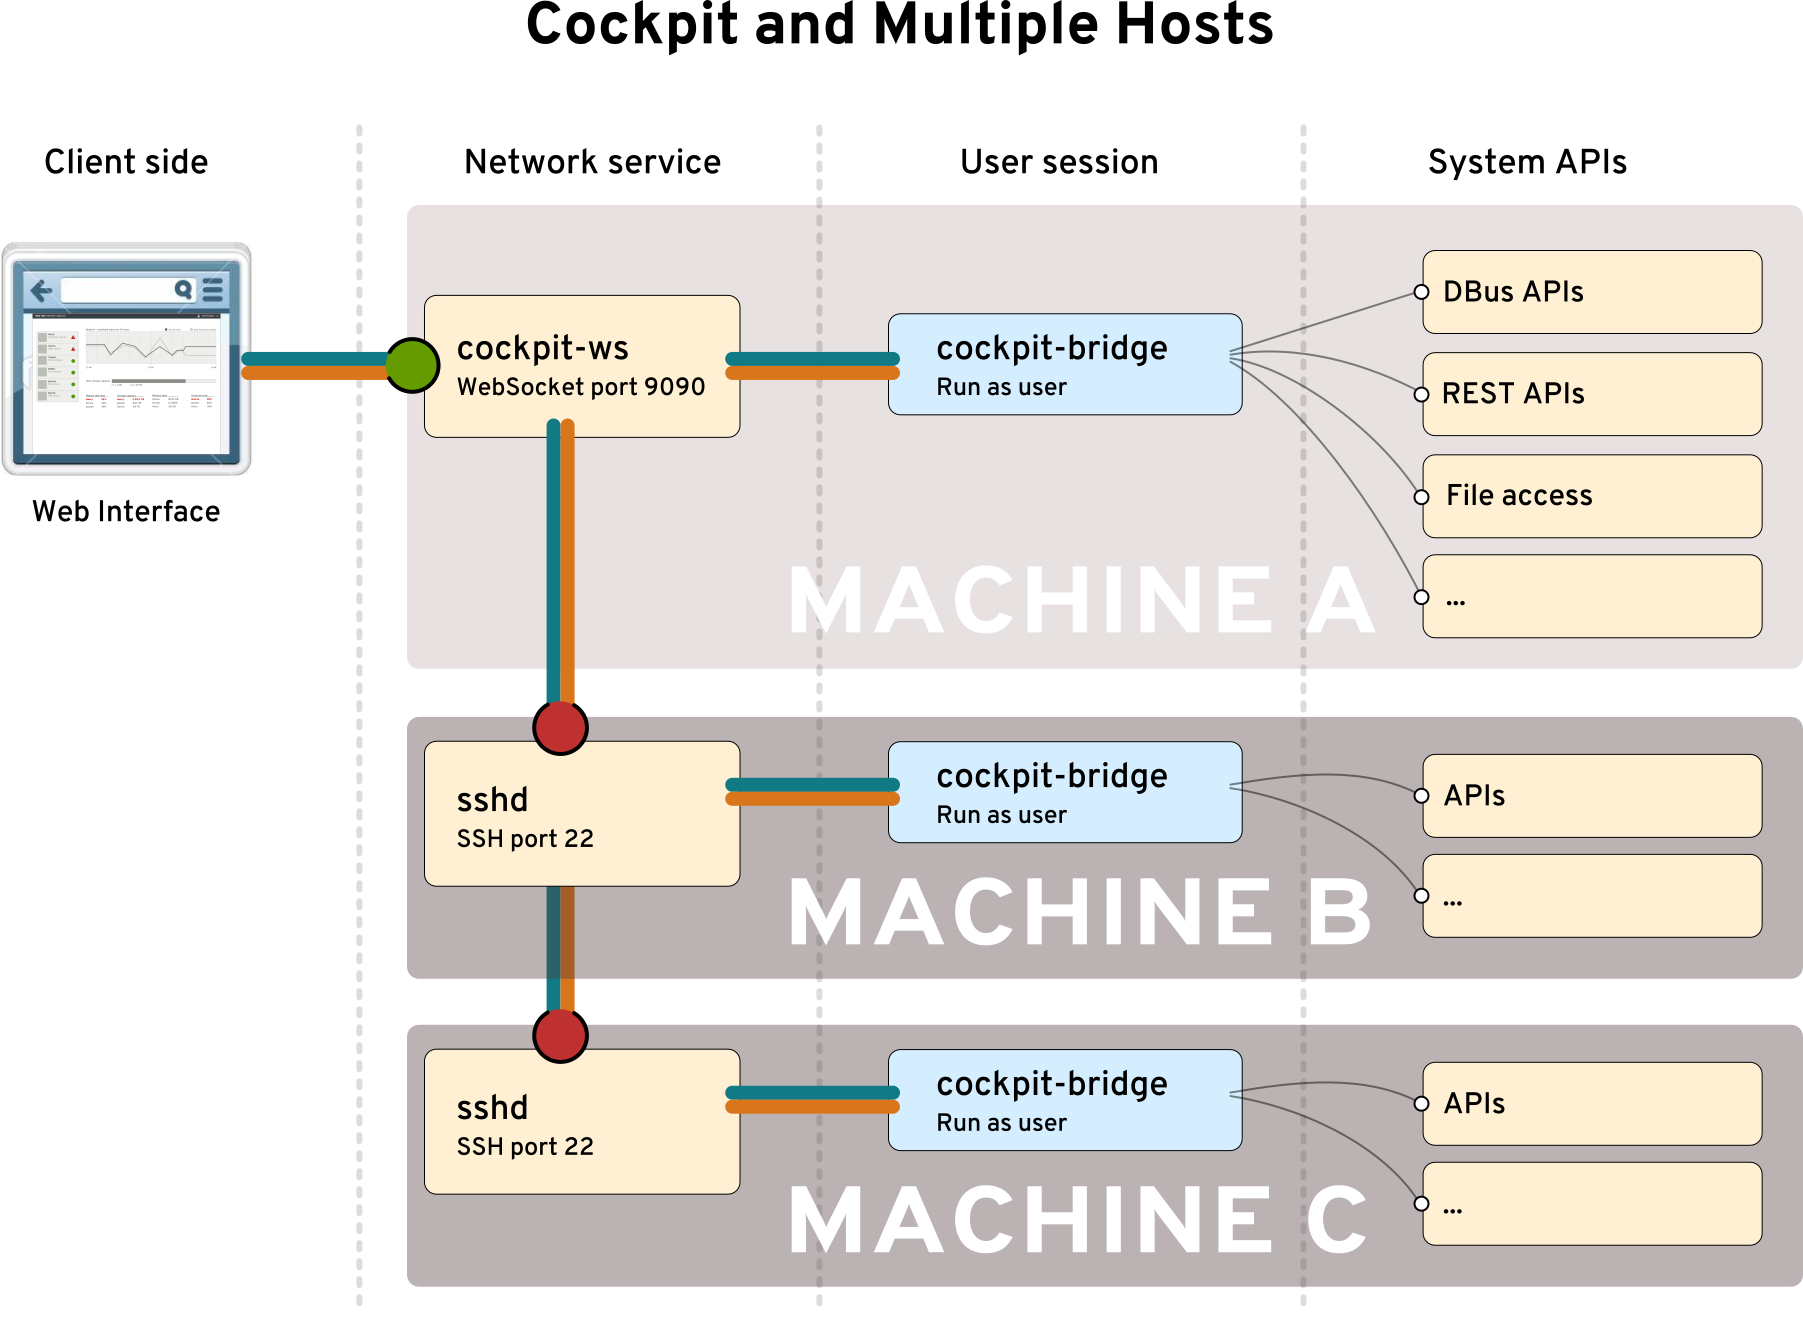 Cockpit and Multiple Hosts
Client side
Network service
User session
System APIs
Web Interface
cockpit-ws
WebSocket port 9090
cockpit-bridge
Run as user
DBus APIs
REST APIs
File access
...
MACHINE A
sshd
SSH port 22
cockpit-bridge
Run as user
APIs
...
MACHINE B
sshd
SSH port 22
cockpit-bridge
Run as user
APIs
...
MACHINE C